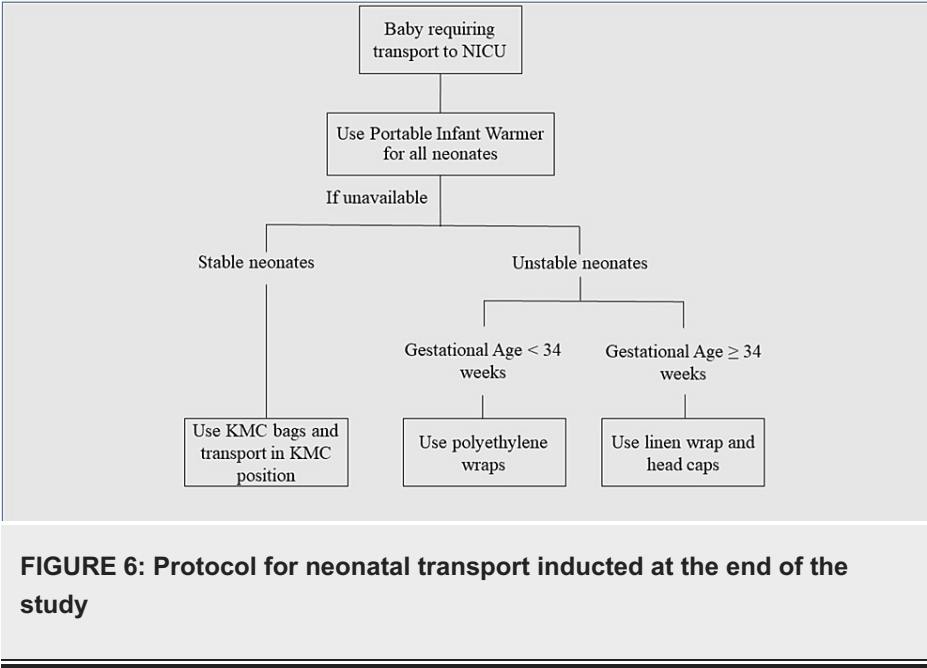 Baby requiring
transport to NICU
Use Portable Infant Warmer
for all neonates
If unavailable
Stable neonates
Unstable neonates
Gestational Age < 34
weeks
Gestational Age ≥ 34
weeks
Use KMC bags and
transport in KMC
position
Use polyethylene
wraps
Use linen wrap and
head caps
FIGURE 6: Protocol for neonatal transport inducted at the end of the
study